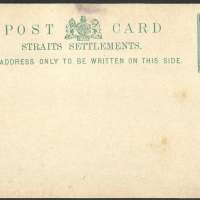 POST CARD
STRAITS SETTLEMENTS.
ADDRESS ONLY TO BE WRITTEN ON THIS SIDE.